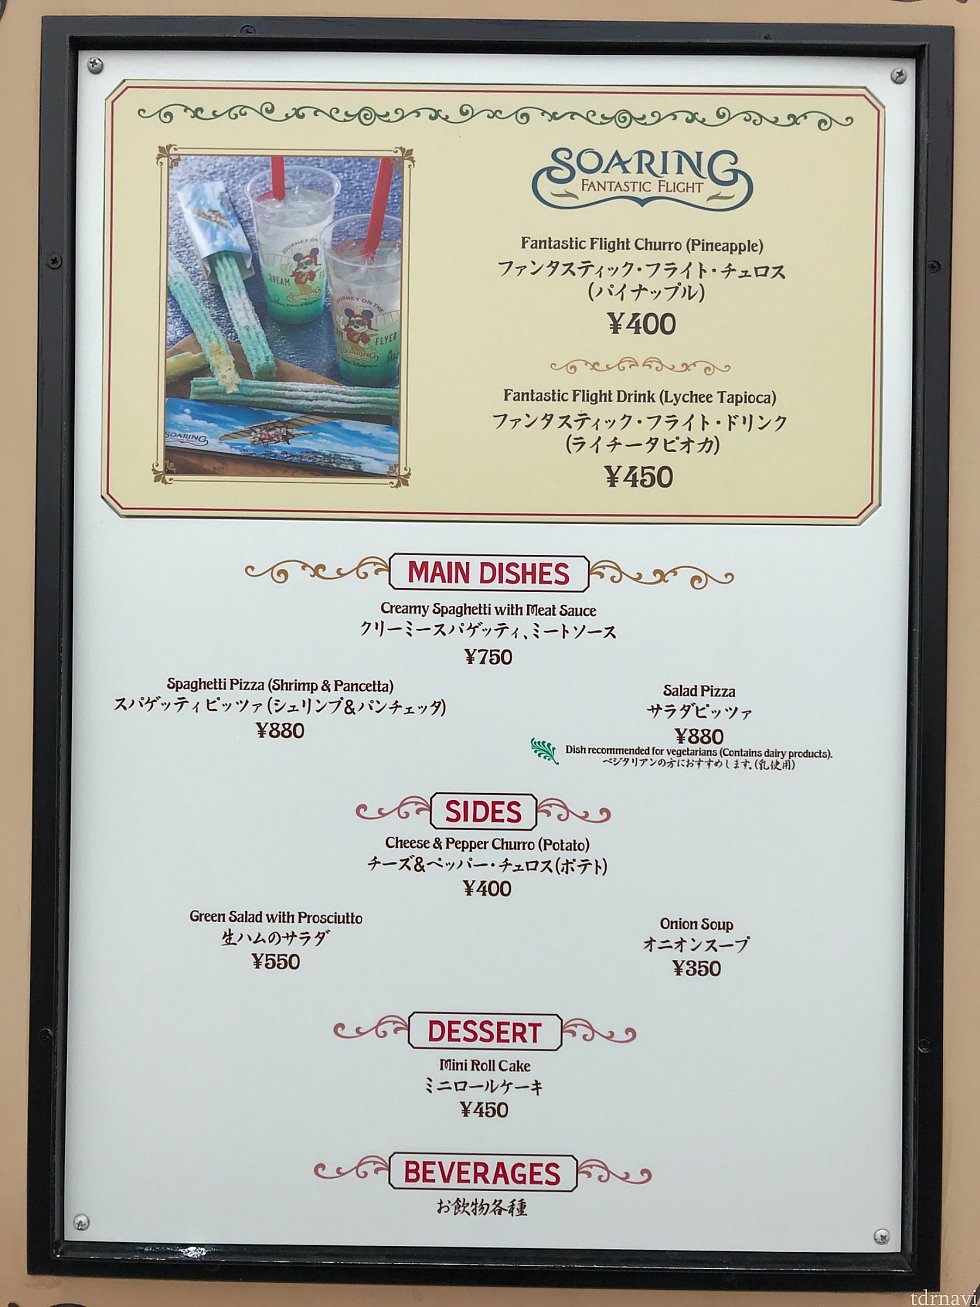 SOARING
FANTASTIC FLIGHT
Fantastic Flight Churro (Pineapple)
ファンタスティック・フライト・チュロス
(パイナップル)
¥400
Fantastic Flight Drink (Lychee Tapioca)
ファンタスティック・フライト・ドリンク
(ライチータピオカ)
¥450
JOURNEY ON THE
DREAM
SOARING
JOURNEY ON THE
FLYER
SOARING
SOARING
MAIN DISHES
Creamy Spaghetti with Meat Sauce
クリーミースパゲッティ、ミートソース
¥750
Spaghetti Pizza (Shrimp & Pancetta)
スパゲッティピッツァ(シュリンプ&パンチェッタ)
¥880
Salad Pizza
サラダピッツァ
¥880
Dish recommended for vegetarians (Contains dairy products).
ベジタリアンの方におすすめします。(乳使用)
SIDES
Cheese & Pepper Churro (Potato)
チーズ&ペッパー・チュロス(ポテト)
¥400
Green Salad with Prosciutto
生ハムのサラダ
¥550
Onion Soup
オニオンスープ
¥350
DESSERT
Mini Roll Cake
ミニロールケーキ
¥450
BEVERAGES
お飲物各種
tdrnavi